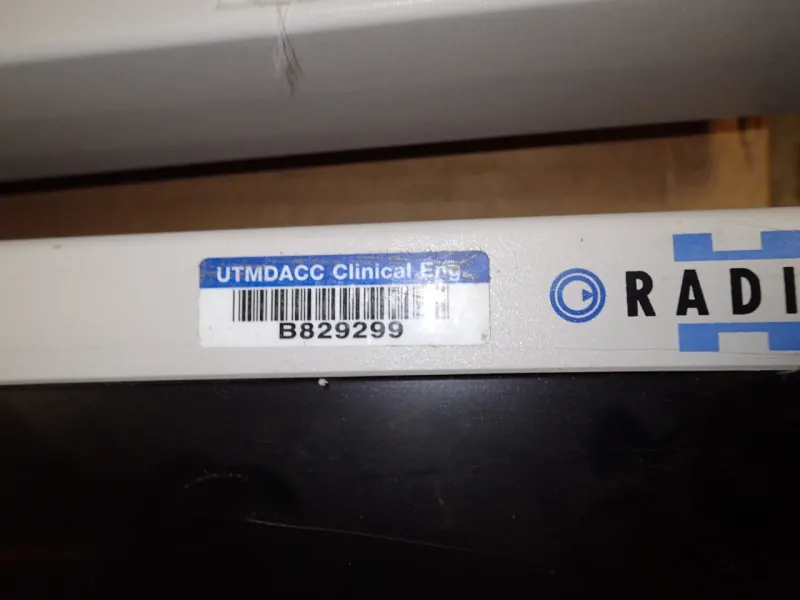 UTMDACC Clinical Eng.
B829299
RADI